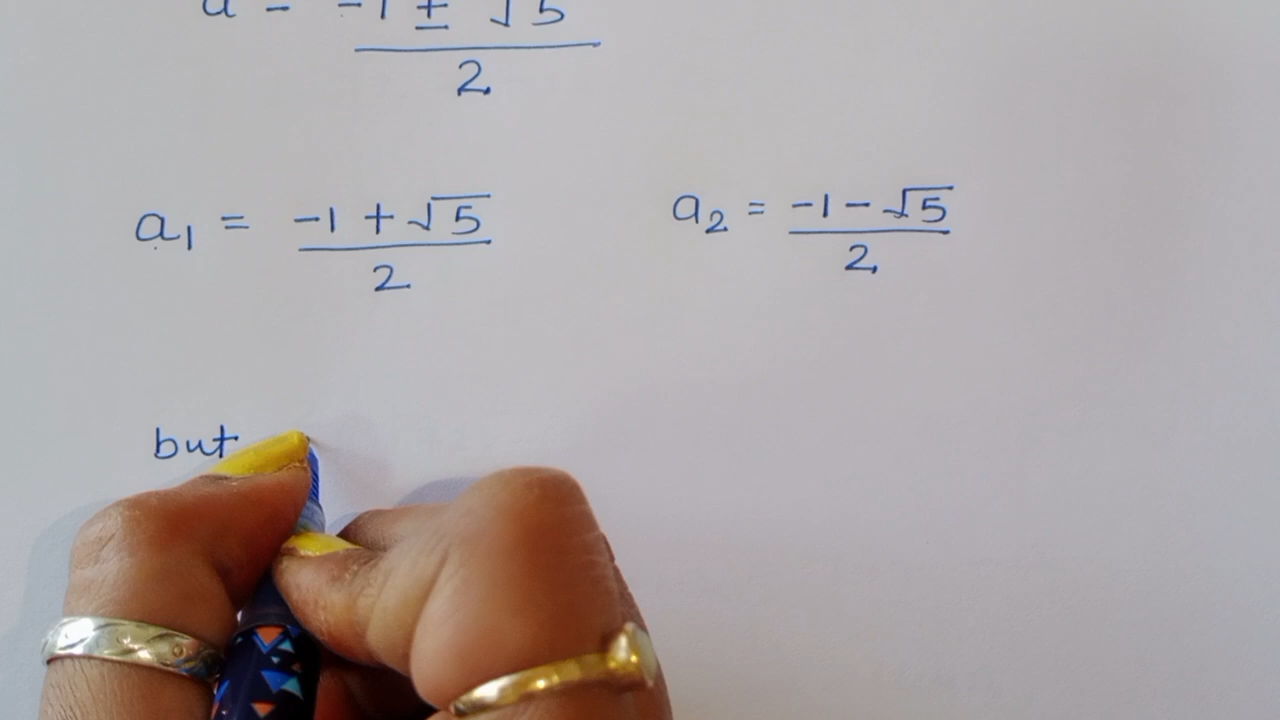 a = -1 ± √5
2
a₁ = -1 + √5
2
a₂ = -1 - √5
2
but